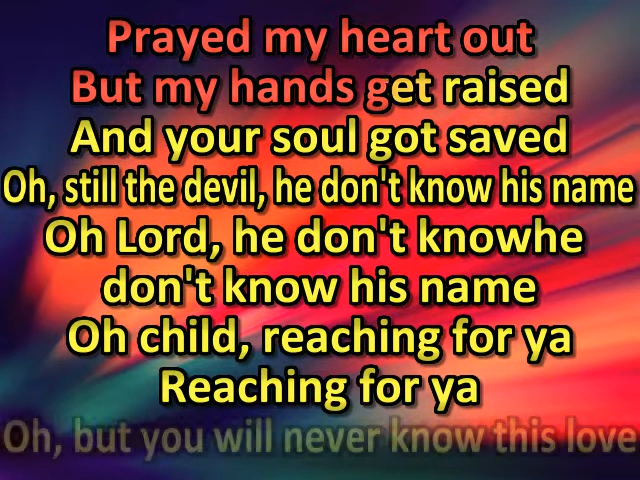 Prayed my heart out
But my hands get raised
And your soul got saved
Oh, still the devil, he don't know his name
Oh Lord, he don't knowhe
don't know his name
Oh child, reaching for ya
Reaching for ya
Oh, but you will never know this love